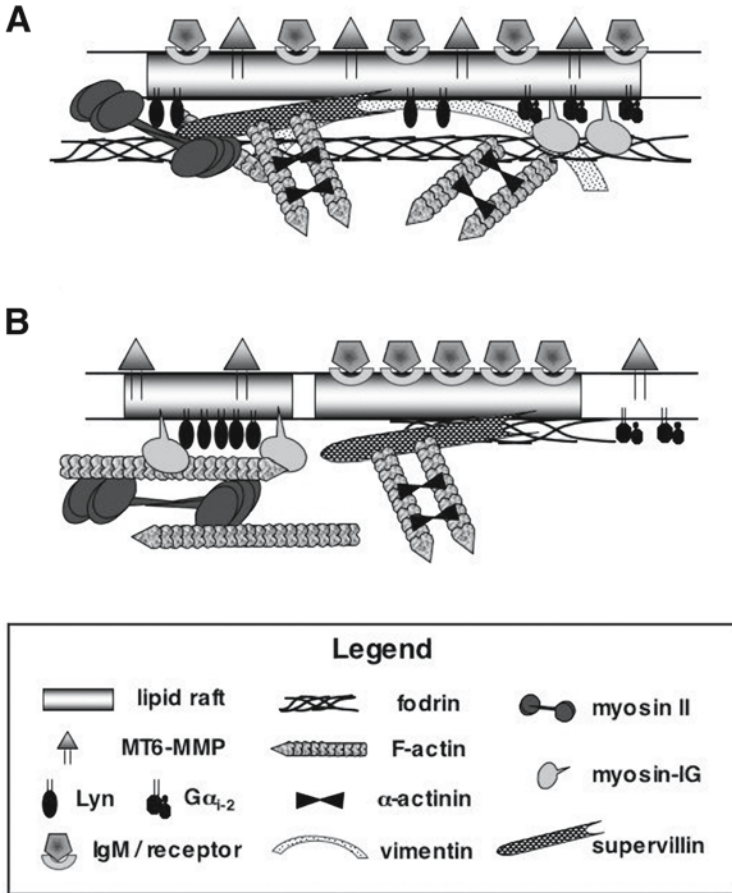 A
B
Legend
lipid raft
fodrin
myosin II
MT6-MMP
F-actin
myosin-IG
Lyn
Gαi-2
α-actinin
IgM / receptor
vimentin
supervillin